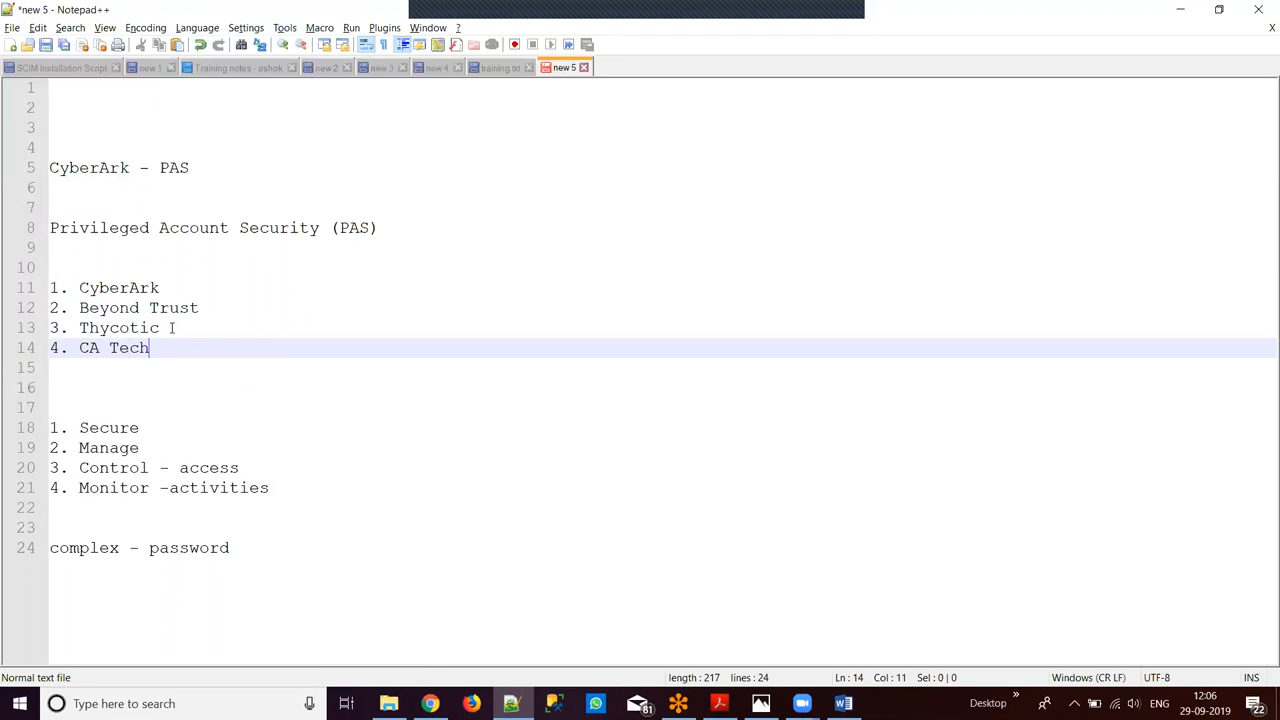 *new 5 - Notepad++
File Edit Search View Encoding Language Settings Tools Macro Run Plugins Window ?
X
SCIM Installation Script new 1 Training notes - ashok new 2 new 3 new 4 training.txt new 5
1
2
3
4
5 CyberArk - PAS
6
7
8 Privileged Account Security (PAS)
9
10
11 1. CyberArk
12 2. Beyond Trust
13 3. Thycotic
14 4. CA Tech
15
16
17
18 1. Secure
19 2. Manage
20 3. Control - access
21 4. Monitor -activities
22
23
24 complex - password
Normal text file length : 217 lines : 24 Ln : 14 Col : 11 Sel : 0 | 0 Windows (CR LF) UTF-8 INS
Type here to search 61 Desktop » ENG 12:06 29-09-2019 22